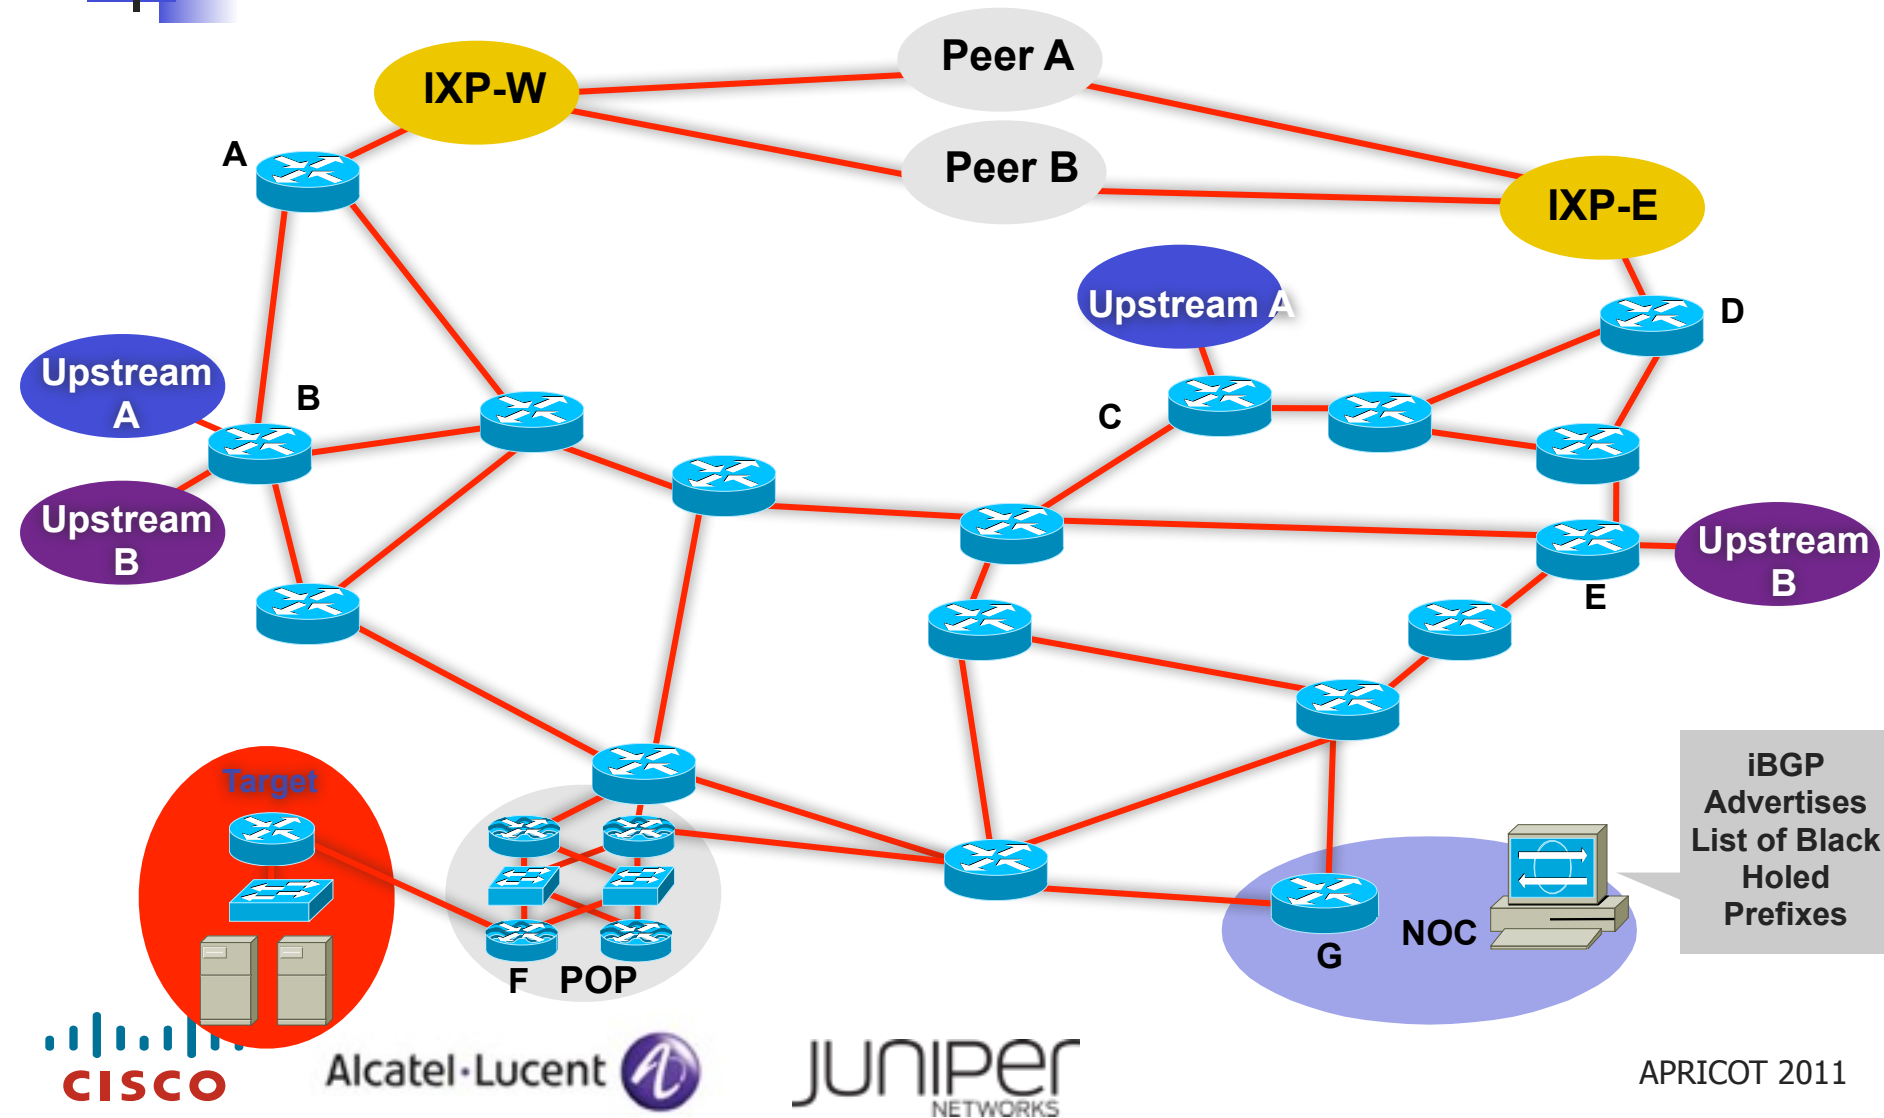 Peer A
IXP-W
A
Peer B
IXP-E
Upstream A
D
Upstream
A
B
C
Upstream
B
Upstream
B
E
Target
iBGP
Advertises
List of Black
Holed
Prefixes
NOC
G
F
POP
CISCO
Alcatel·Lucent
JUNIPER
NETWORKS
APRICOT 2011